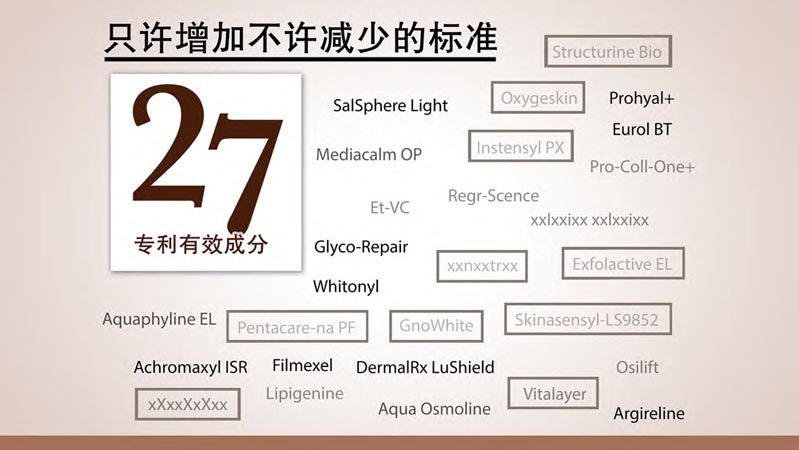 只许增加不许减少的标准
Structurine Bio
27
专利有效成分
SalSphere Light
Oxygeskin
Prohyal+
Eurol BT
Mediacalm OP
Instensyl PX
Pro-Coll-One+
Et-VC
Regr-Scence
xxlxxixx xxlxxixx
Glyco-Repair
xxnxxtrxx
Exfolactive EL
Whitonyl
Aquaphyline EL
Pentacare-na PF
GnoWhite
Skinasensyl-LS9852
Achromaxyl ISR
Filmexel
DermalRx LuShield
Osilift
xXxxXxXxx
Lipigenine
Aqua Osmoline
Vitalayer
Argireline